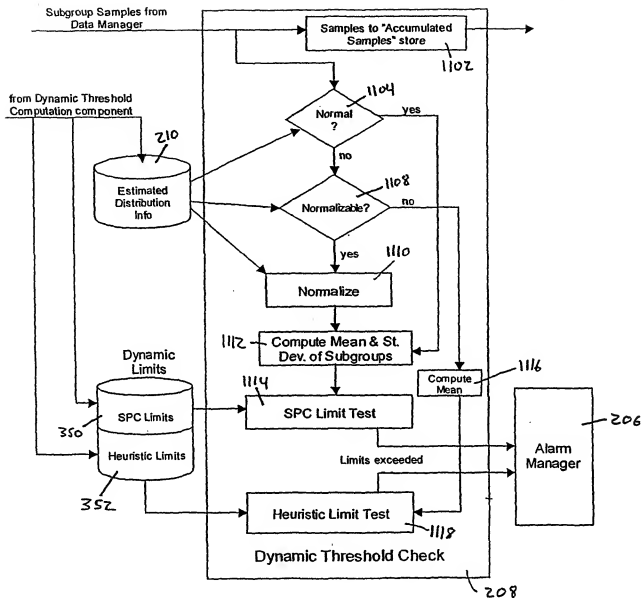 Subgroup Samples from
Data Manager
Samples to "Accumulated
Samples" store
1102
from Dynamic Threshold
Computation component
1104
Normal
?
yes
no
210
Estimated
Distribution
Info
1108
Normalizable?
no
yes
1110
Normalize
1112
Compute Mean & St.
Dev. of Subgroups
Dynamic
Limits
1114
SPC Limit Test
1116
Compute
Mean
SPC Limits
350
206
Alarm
Manager
Limits exceeded
Heuristic Limits
352
Heuristic Limit Test
1118
Dynamic Threshold Check
208